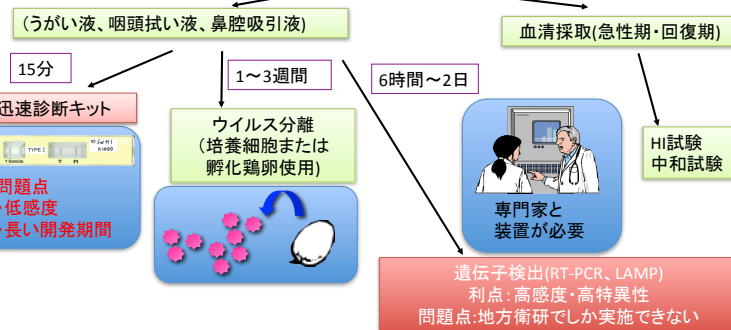 (うがい液、咽頭拭い液、鼻腔吸引液)
血清採取(急性期・回復期)
15分
1〜3週間
6時間〜2日
迅速診断キット
TYPE I
T Sample
T
問題点
・低感度
・長い開発期間
ウイルス分離
(培養細胞または
孵化鶏卵使用)
専門家と
装置が必要
HI試験
中和試験
遺伝子検出(RT-PCR、LAMP)
利点:高感度・高特異性
問題点:地方衛研でしか実施できない